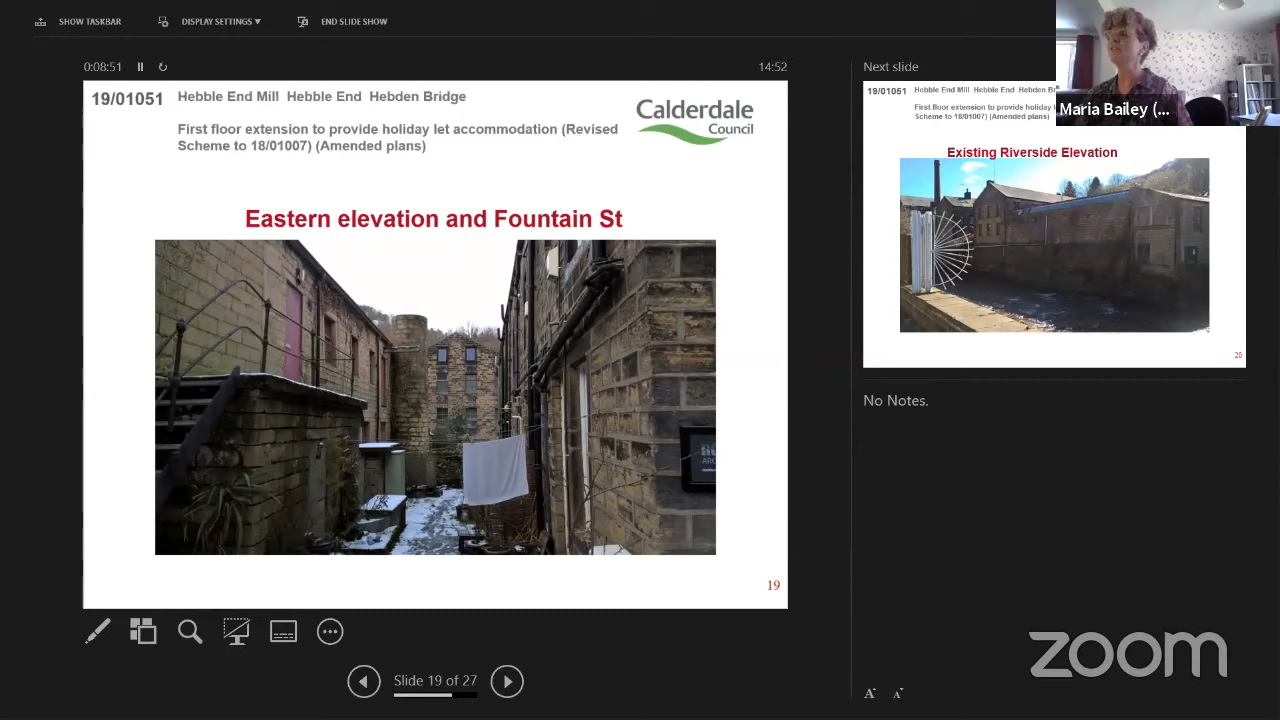 SHOW TASKBAR
DISPLAY SETTINGS ▼
END SLIDE SHOW
0:08:51
14:52
Next slide
19/01051
Hebble End Mill Hebble End Hebden Bridge
First floor extension to provide holiday let accommodation (Revised
Scheme to 18/01007) (Amended plans)
Calderdale
Council
Eastern elevation and Fountain St
19
19/01051
Hebble End Mill Hebble End Hebden
First floor extension to provide holiday
Scheme to 18/01007) (Amended plans)
Existing Riverside Elevation
20
Maria Bailey (...
No Notes.
Slide 19 of 27
A A
zoom